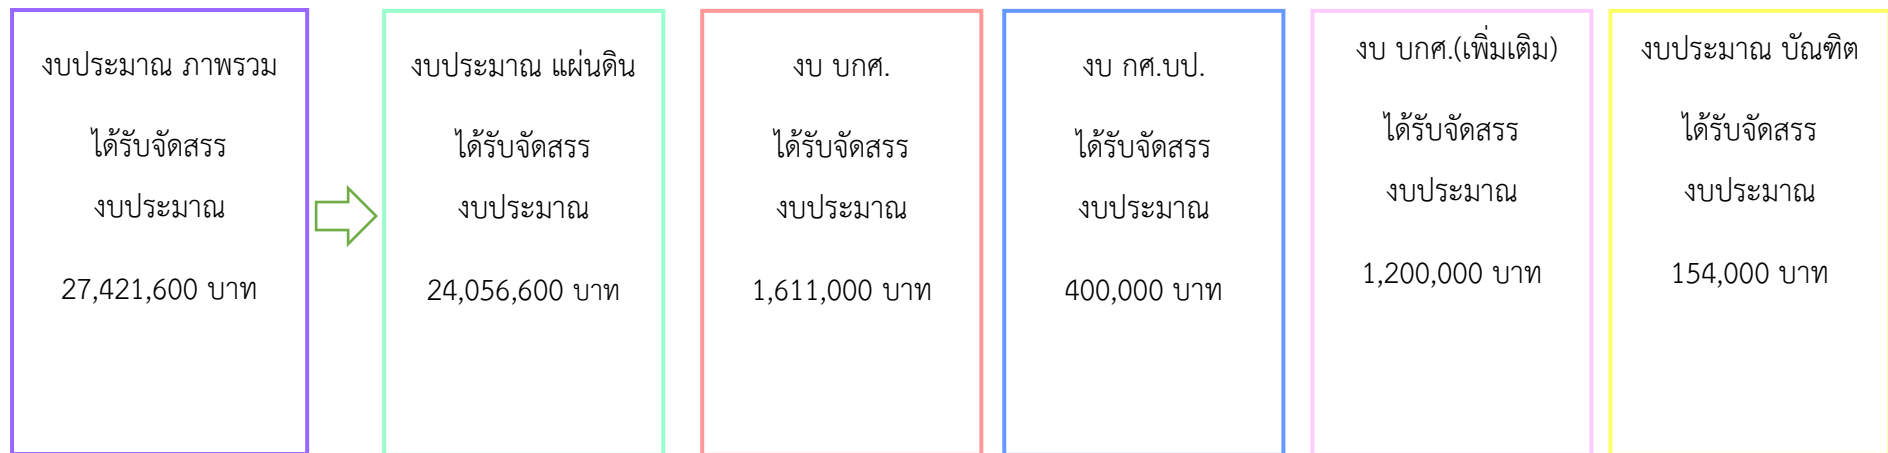 งบประมาณ ภาพรวม
ได้รับจัดสรร
งบประมาณ
27,421,600 บาท
งบประมาณ แผ่นดิน
ได้รับจัดสรร
งบประมาณ
24,056,600 บาท
งบ บกศ.
ได้รับจัดสรร
งบประมาณ
1,611,000 บาท
งบ กศ.บป.
ได้รับจัดสรร
งบประมาณ
400,000 บาท
งบ บกศ.(เพิ่มเติม)
ได้รับจัดสรร
งบประมาณ
1,200,000 บาท
งบประมาณ บัณฑิต
ได้รับจัดสรร
งบประมาณ
154,000 บาท